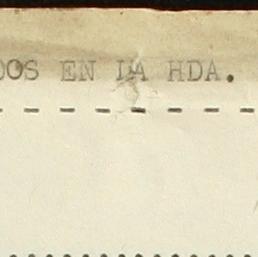 DOS EN LA HDA.